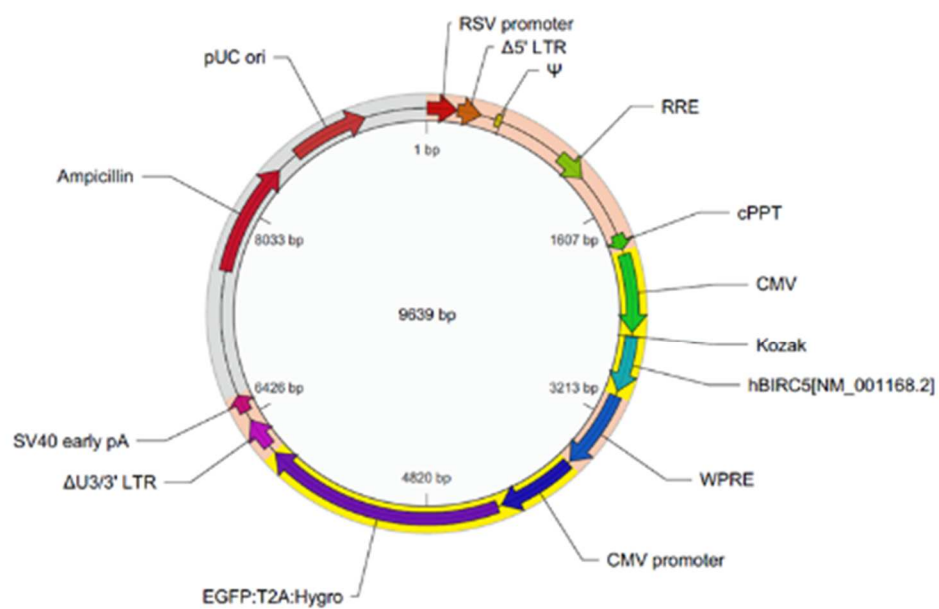 RSV promoter
Δ5' LTR
Ψ
pUC ori
RRE
1 bp
Ampicillin
cPPT
8033 bp
1607 bp
CMV
9639 bp
Kozak
hBIRC5[NM_001168.2]
6426 bp
3213 bp
SV40 early pA
ΔU3/3' LTR
4820 bp
WPRE
CMV promoter
EGFP:T2A:Hygro